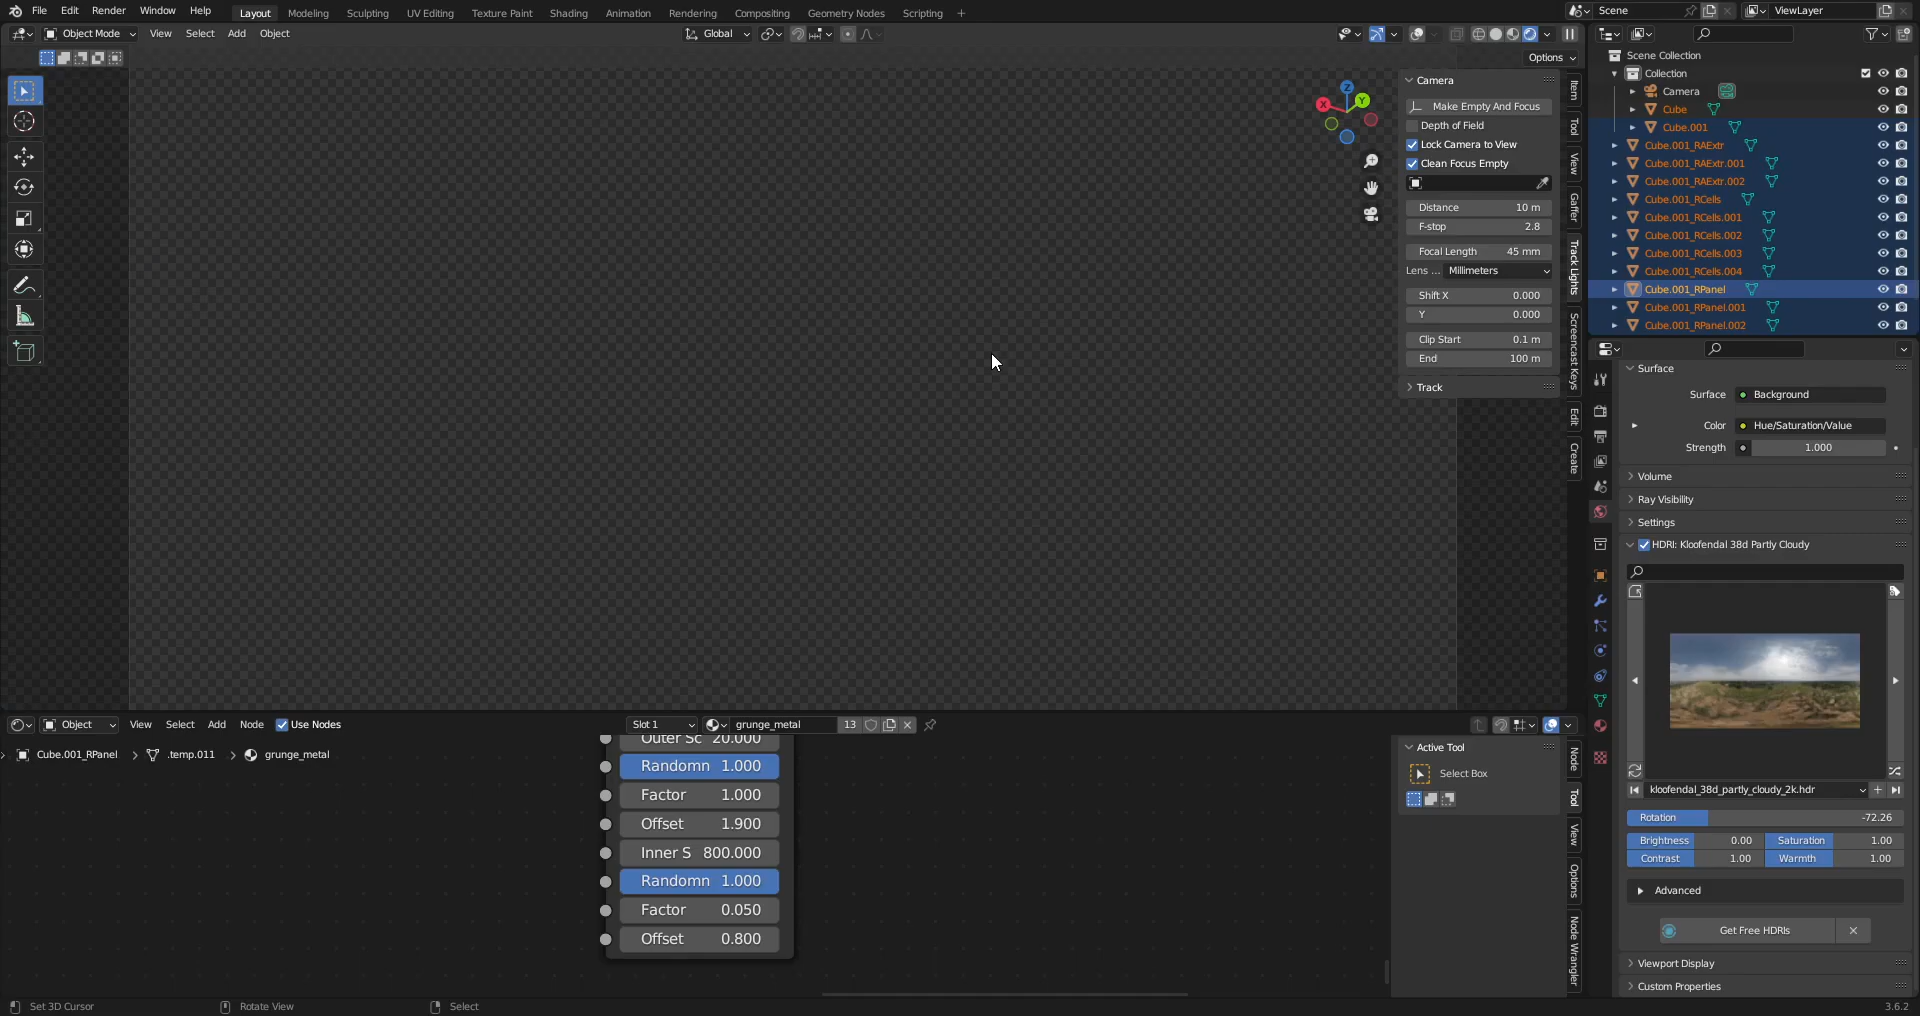 File Edit Render Window Help Layout Modeling Sculpting UV Editing Texture Paint Shading Animation Rendering Compositing Geometry Nodes Scripting + Scene ViewLayer
Object Mode View Select Add Object Global
Options
Scene Collection
Collection
Camera
Cube
Cube.001
Cube.001_RAExtr
Cube.001_RAExtr.001
Cube.001_RAExtr.002
Cube.001_RCells
Cube.001_RCells.001
Cube.001_RCells.002
Cube.001_RCells.003
Cube.001_RCells.004
Cube.001_RPanel
Cube.001_RPanel.001
Cube.001_RPanel.002
X Y Z
Camera
Make Empty And Focus
Depth of Field
Lock Camera to View
Clean Focus Empty
Distance 10 m
F-stop 2.8
Focal Length 45 mm
Lens ... Millimeters
Shift X 0.000
Y 0.000
Clip Start 0.1 m
End 100 m
Track
Item
Tool
View
Gaffer
Track Lights
Screencast Keys
Edit
Create
Surface
Surface Background
Color Hue/Saturation/Value
Strength 1.000
Volume
Ray Visibility
Settings
HDRI: Kloofendal 38d Partly Cloudy
kloofendal_38d_partly_cloudy_2k.hdr
Rotation -72.26
Brightness 0.00 Saturation 1.00
Contrast 1.00 Warmth 1.00
Advanced
Get Free HDRIs
Viewport Display
Custom Properties
Object View Select Add Node Use Nodes Slot 1 grunge_metal 13
Cube.001_RPanel > .temp.011 > grunge_metal
Outer Sc 20.000
Randomn 1.000
Factor 1.000
Offset 1.900
Inner S 800.000
Randomn 1.000
Factor 0.050
Offset 0.800
Active Tool
Select Box
Node
Tool
View
Options
Node Wrangler
Set 3D Cursor Rotate View Select 3.6.2